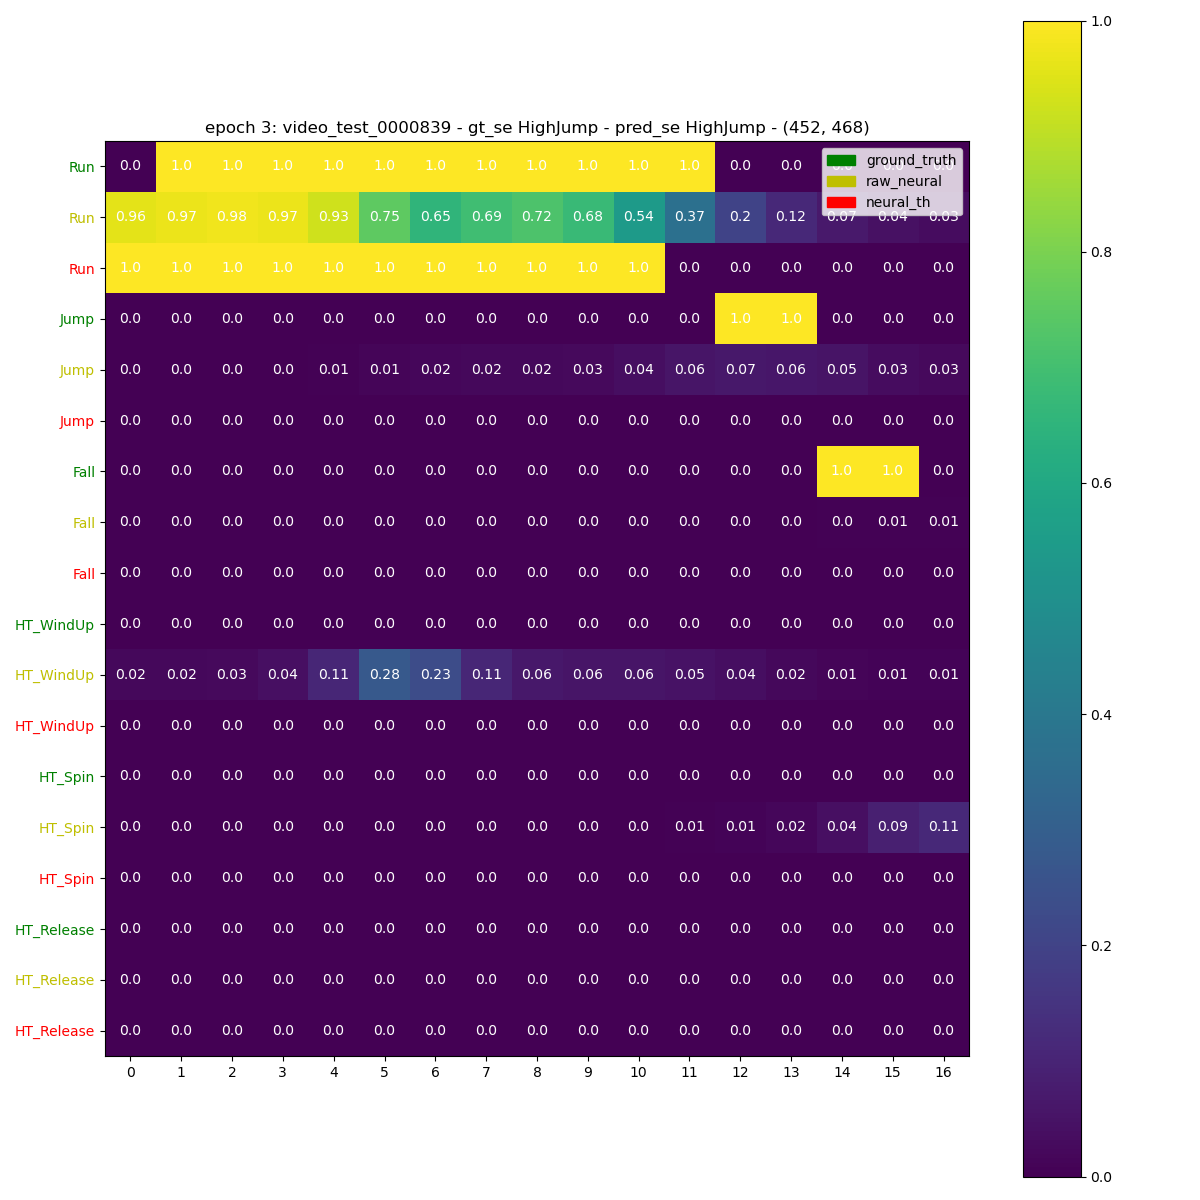 epoch 3: video_test_0000839 - gt_se HighJump - pred_se HighJump - (452, 468)
ground_truth
raw_neural
neural_th
Run 0.0 1.0 1.0 1.0 1.0 1.0 1.0 1.0 1.0 1.0 1.0 1.0 0.0 0.0
Run 0.96 0.97 0.98 0.97 0.93 0.75 0.65 0.69 0.72 0.68 0.54 0.37 0.2 0.12 0.07 0.04 0.03
Run 1.0 1.0 1.0 1.0 1.0 1.0 1.0 1.0 1.0 1.0 1.0 0.0 0.0 0.0 0.0 0.0 0.0
Jump 0.0 0.0 0.0 0.0 0.0 0.0 0.0 0.0 0.0 0.0 0.0 0.0 1.0 1.0 0.0 0.0 0.0
Jump 0.0 0.0 0.0 0.0 0.01 0.01 0.02 0.02 0.02 0.03 0.04 0.06 0.07 0.06 0.05 0.03 0.03
Jump 0.0 0.0 0.0 0.0 0.0 0.0 0.0 0.0 0.0 0.0 0.0 0.0 0.0 0.0 0.0 0.0 0.0
Fall 0.0 0.0 0.0 0.0 0.0 0.0 0.0 0.0 0.0 0.0 0.0 0.0 0.0 0.0 1.0 1.0 0.0
Fall 0.0 0.0 0.0 0.0 0.0 0.0 0.0 0.0 0.0 0.0 0.0 0.0 0.0 0.0 0.0 0.01 0.01
Fall 0.0 0.0 0.0 0.0 0.0 0.0 0.0 0.0 0.0 0.0 0.0 0.0 0.0 0.0 0.0 0.0 0.0
HT_WindUp 0.0 0.0 0.0 0.0 0.0 0.0 0.0 0.0 0.0 0.0 0.0 0.0 0.0 0.0 0.0 0.0 0.0
HT_WindUp 0.02 0.02 0.03 0.04 0.11 0.28 0.23 0.11 0.06 0.06 0.06 0.05 0.04 0.02 0.01 0.01 0.01
HT_WindUp 0.0 0.0 0.0 0.0 0.0 0.0 0.0 0.0 0.0 0.0 0.0 0.0 0.0 0.0 0.0 0.0 0.0
HT_Spin 0.0 0.0 0.0 0.0 0.0 0.0 0.0 0.0 0.0 0.0 0.0 0.0 0.0 0.0 0.0 0.0 0.0
HT_Spin 0.0 0.0 0.0 0.0 0.0 0.0 0.0 0.0 0.0 0.0 0.0 0.01 0.01 0.02 0.04 0.09 0.11
HT_Spin 0.0 0.0 0.0 0.0 0.0 0.0 0.0 0.0 0.0 0.0 0.0 0.0 0.0 0.0 0.0 0.0 0.0
HT_Release 0.0 0.0 0.0 0.0 0.0 0.0 0.0 0.0 0.0 0.0 0.0 0.0 0.0 0.0 0.0 0.0 0.0
HT_Release 0.0 0.0 0.0 0.0 0.0 0.0 0.0 0.0 0.0 0.0 0.0 0.0 0.0 0.0 0.0 0.0 0.0
HT_Release 0.0 0.0 0.0 0.0 0.0 0.0 0.0 0.0 0.0 0.0 0.0 0.0 0.0 0.0 0.0 0.0 0.0
0 1 2 3 4 5 6 7 8 9 10 11 12 13 14 15 16
1.0
0.8
0.6
0.4
0.2
0.0